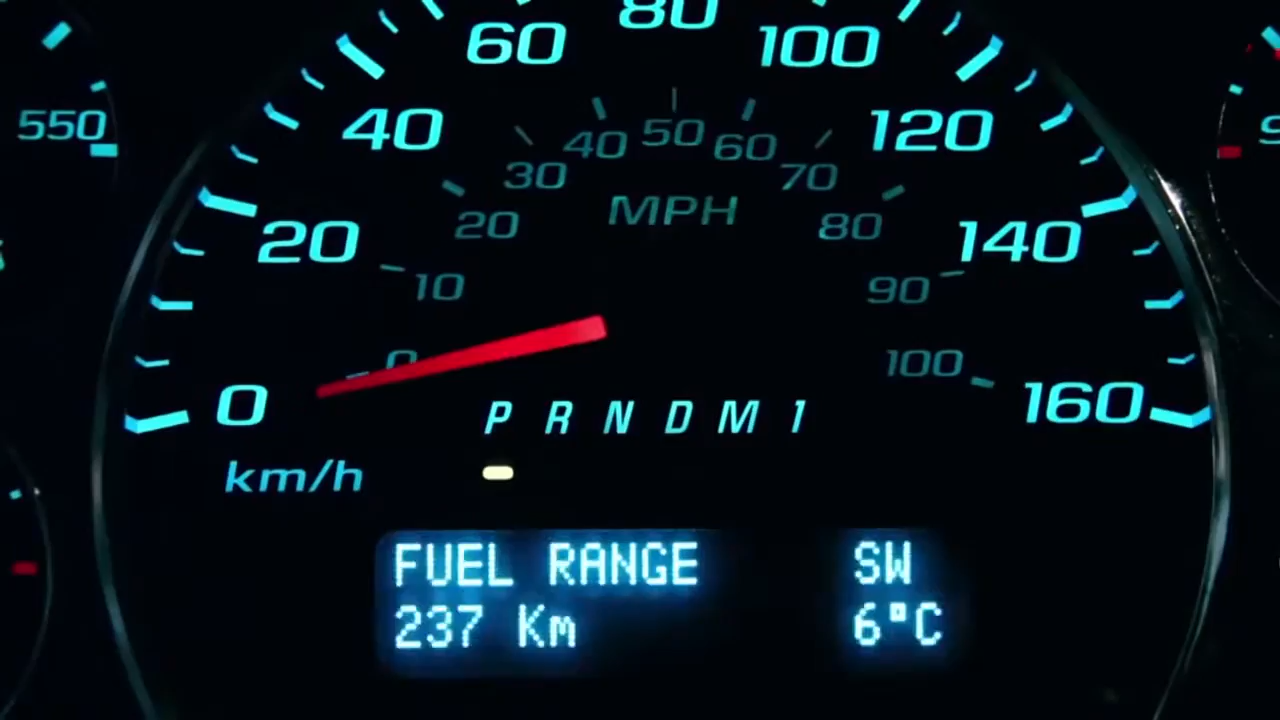 80
60 100
550
40 120
40 50 60
30 70
MPH
20 80
20 140
10 90
0 100
0 160
P R N D M 1
km/h
FUEL RANGE SW
237 Km 6°C